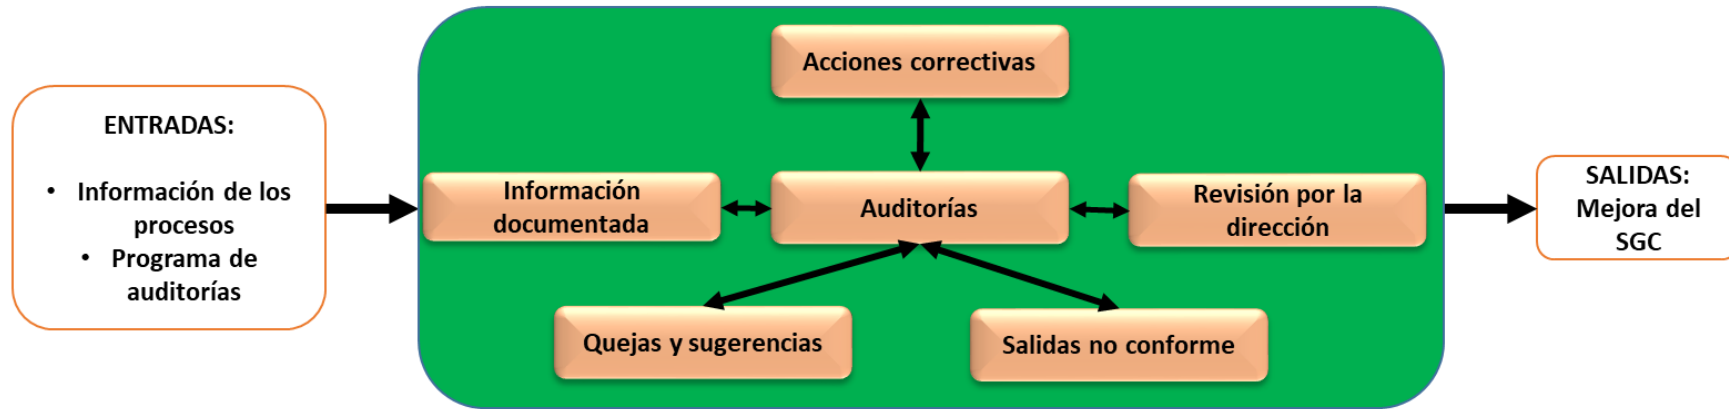 ENTRADAS:
• Información de los
procesos
• Programa de
auditorías
Acciones correctivas
Información
documentada
Auditorías
Revisión por la
dirección
Quejas y sugerencias
Salidas no conforme
SALIDAS:
Mejora del
SGC